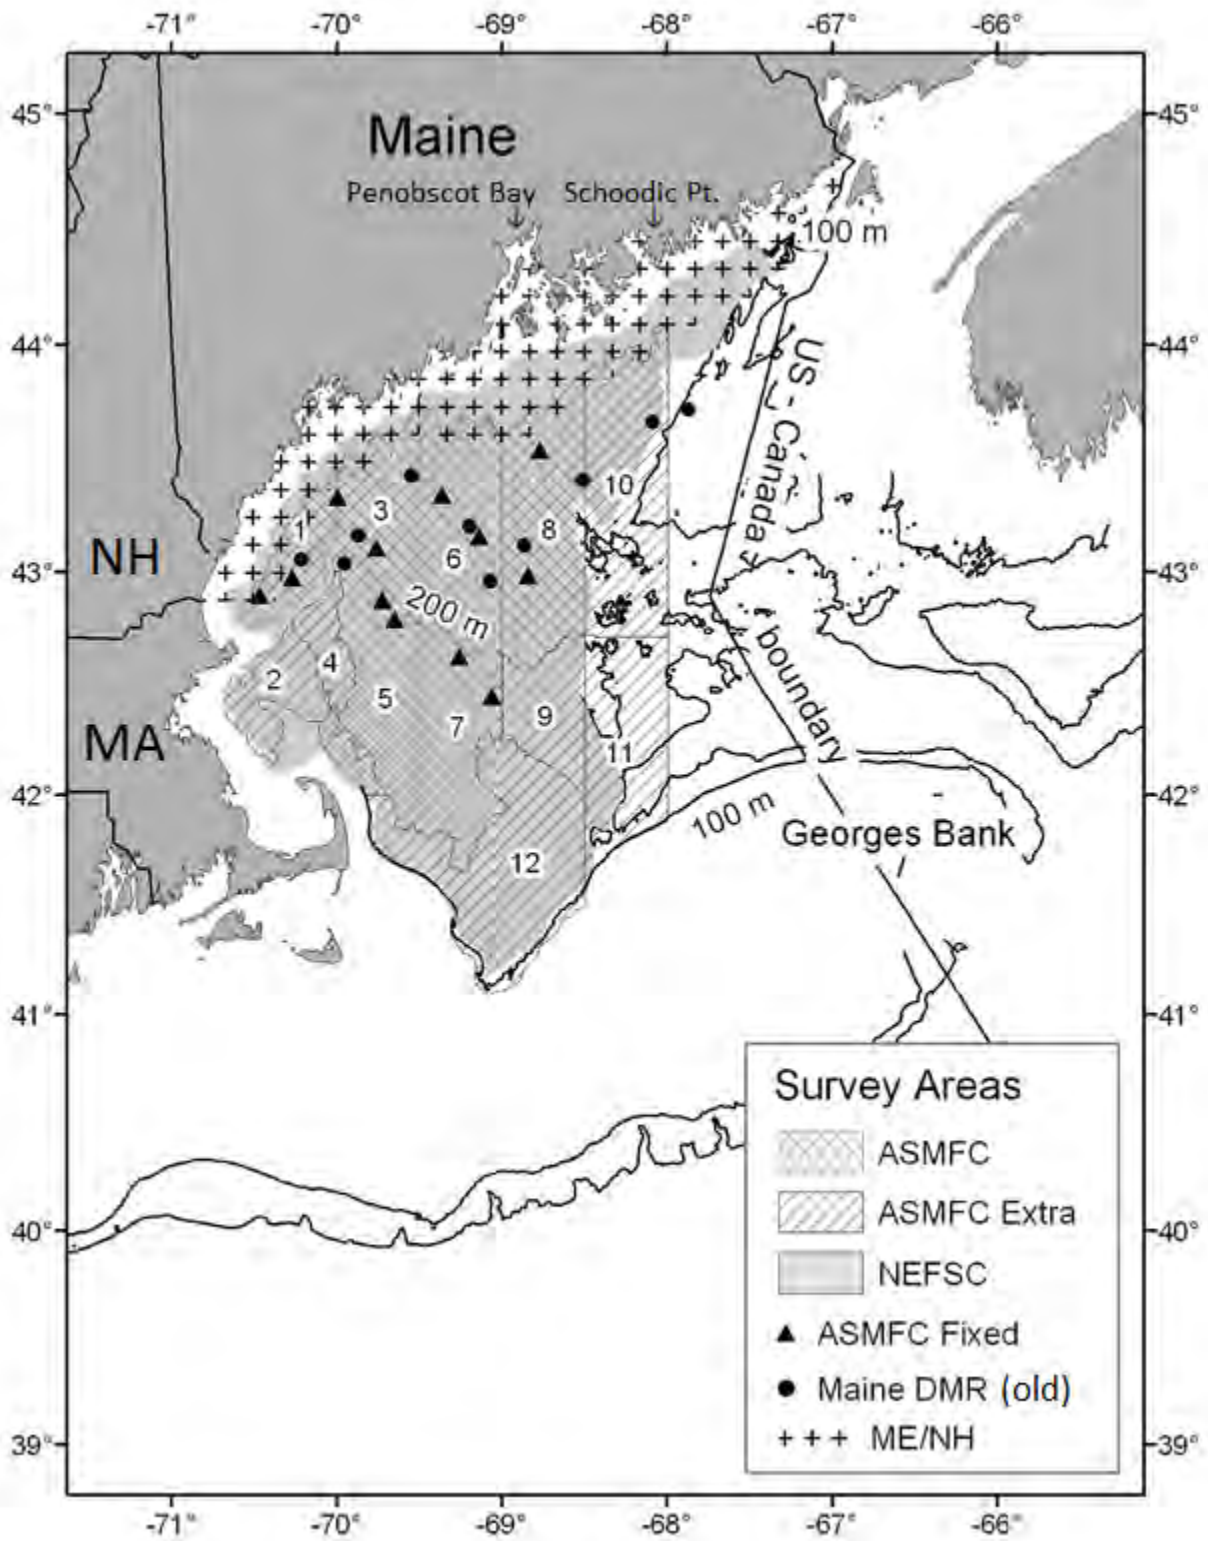 -71° -70° -69° -68° -67° -66°
45° 45°
Maine
Penobscot Bay Schoodic Pt.
100 m
44° 44°
US - Canada
boundary
10
3
1
8
6
NH
43° 43°
200 m
4
2
5
9
7
MA
11
42° 42°
100 m
Georges Bank
12
41° 41°
Survey Areas
ASMFC
ASMFC Extra
40° 40°
NEFSC
ASMFC Fixed
Maine DMR (old)
ME/NH
39° 39°
-71° -70° -69° -68° -67° -66°